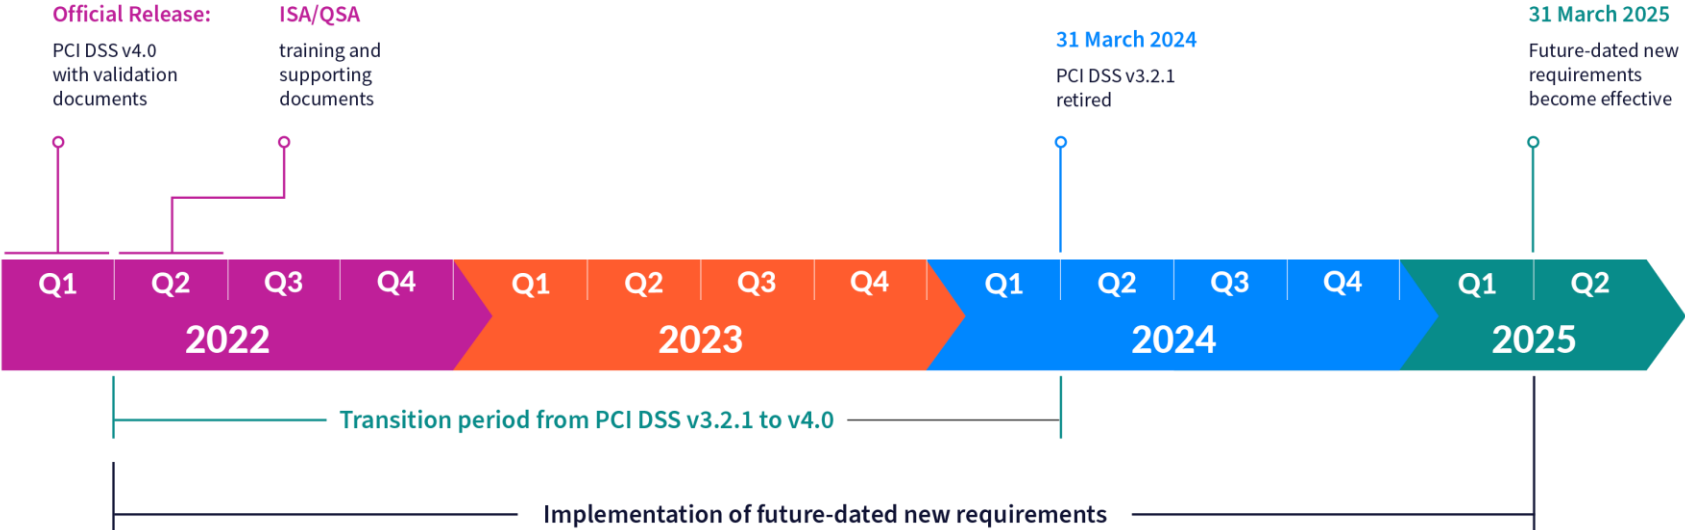 Official Release:
PCI DSS v4.0
with validation
documents
ISA/QSA
training and
supporting
documents
31 March 2024
PCI DSS v3.2.1
retired
31 March 2025
Future-dated new
requirements
become effective
Q1 Q2 Q3 Q4 Q1 Q2 Q3 Q4 Q1 Q2 Q3 Q4 Q1 Q2
2022 2023 2024 2025
Transition period from PCI DSS v3.2.1 to v4.0
Implementation of future-dated new requirements